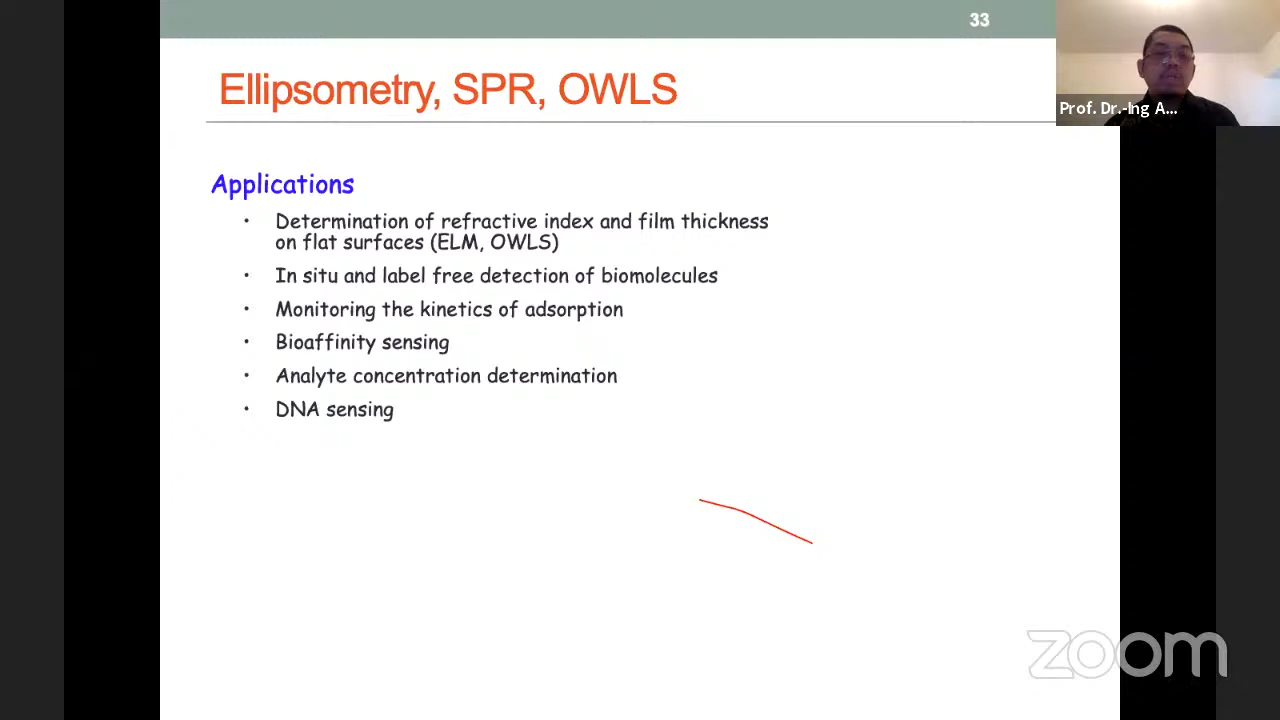 33
Ellipsometry, SPR, OWLS
Prof. Dr.-Ing A...
Applications
• Determination of refractive index and film thickness
on flat surfaces (ELM, OWLS)
• In situ and label free detection of biomolecules
• Monitoring the kinetics of adsorption
• Bioaffinity sensing
• Analyte concentration determination
• DNA sensing
zoom